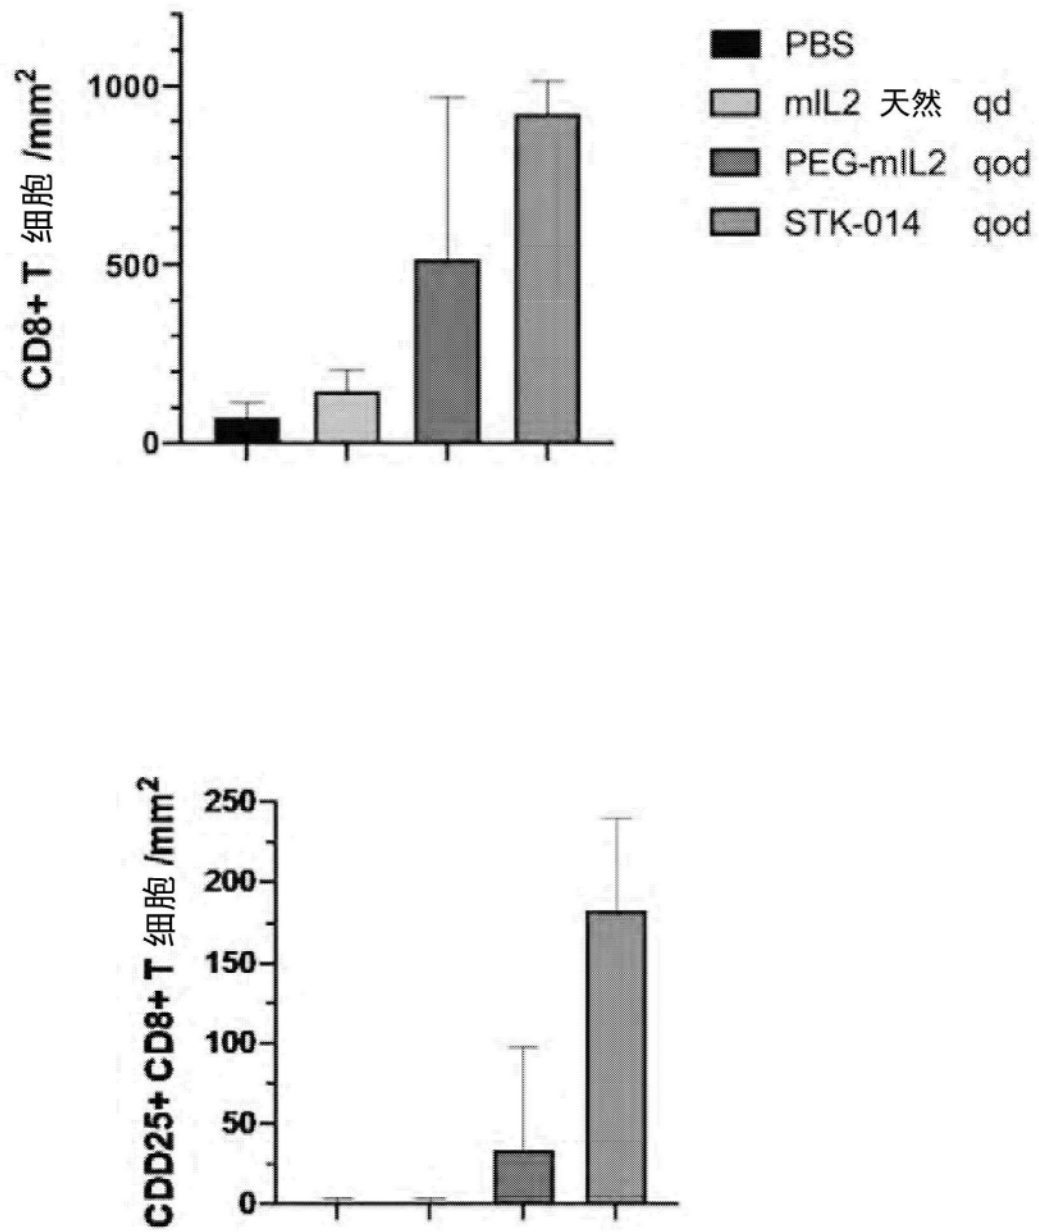 CD8+ T 细胞 /mm²
1000
500
0
PBS
mIL2 天然 qd
PEG-mIL2 qod
STK-014 qod
CDD25+ CD8+ T 细胞 /mm²
250
200
150
100
50
0